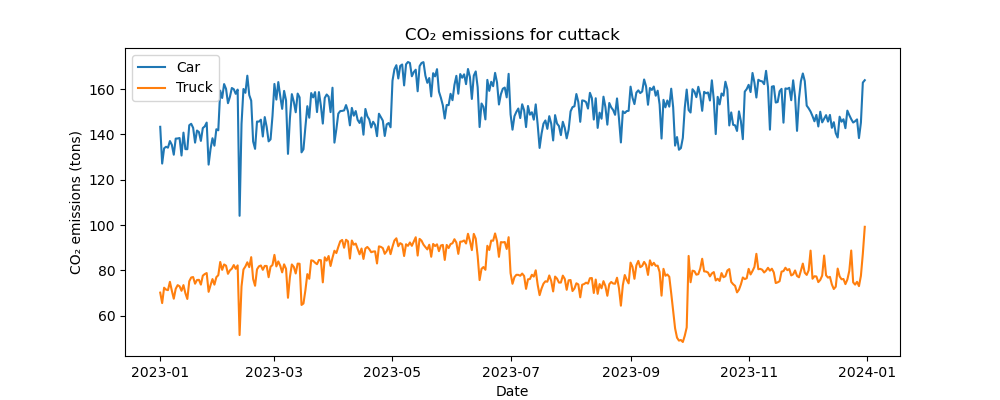 CO₂ emissions for cuttack
Car
Truck
CO₂ emissions (tons)
160
140
120
100
80
60
2023-01 2023-03 2023-05 2023-07 2023-09 2023-11 2024-01
Date